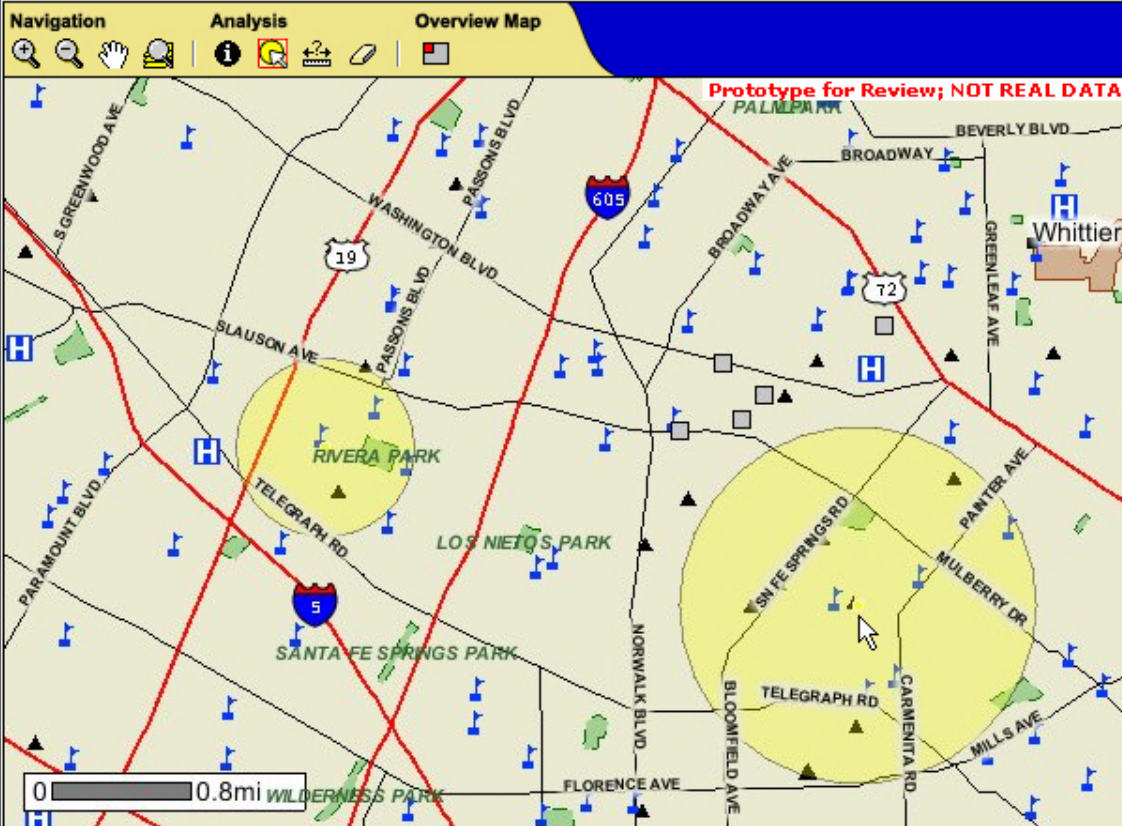 Navigation
Analysis
Overview Map
Prototype for Review; NOT REAL DATA
PALM PARK
BEVERLY BLVD
BROADWAY
S GREENWOOD AVE
PASSONS BLVD
WASHINGTON BLVD
605
BROADWAY AVE
H
Whittier
GREENLEAF AVE
19
72
PASSONS BLVD
SLAUSON AVE
H
H
H
RIVERA PARK
TELEGRAPH RD
PARAMOUNT BLVD
LOS NIETOS PARK
SN FE SPRINGS RD
PAINTER AVE
MULBERRY DR
5
SANTA FE SPRINGS PARK
NORWALK BLVD
BLOOMFIELD AVE
TELEGRAPH RD
CARMENITA RD
MILLS AVE
FLORENCE AVE
0 0.8mi
WILDERNESS PARK
H